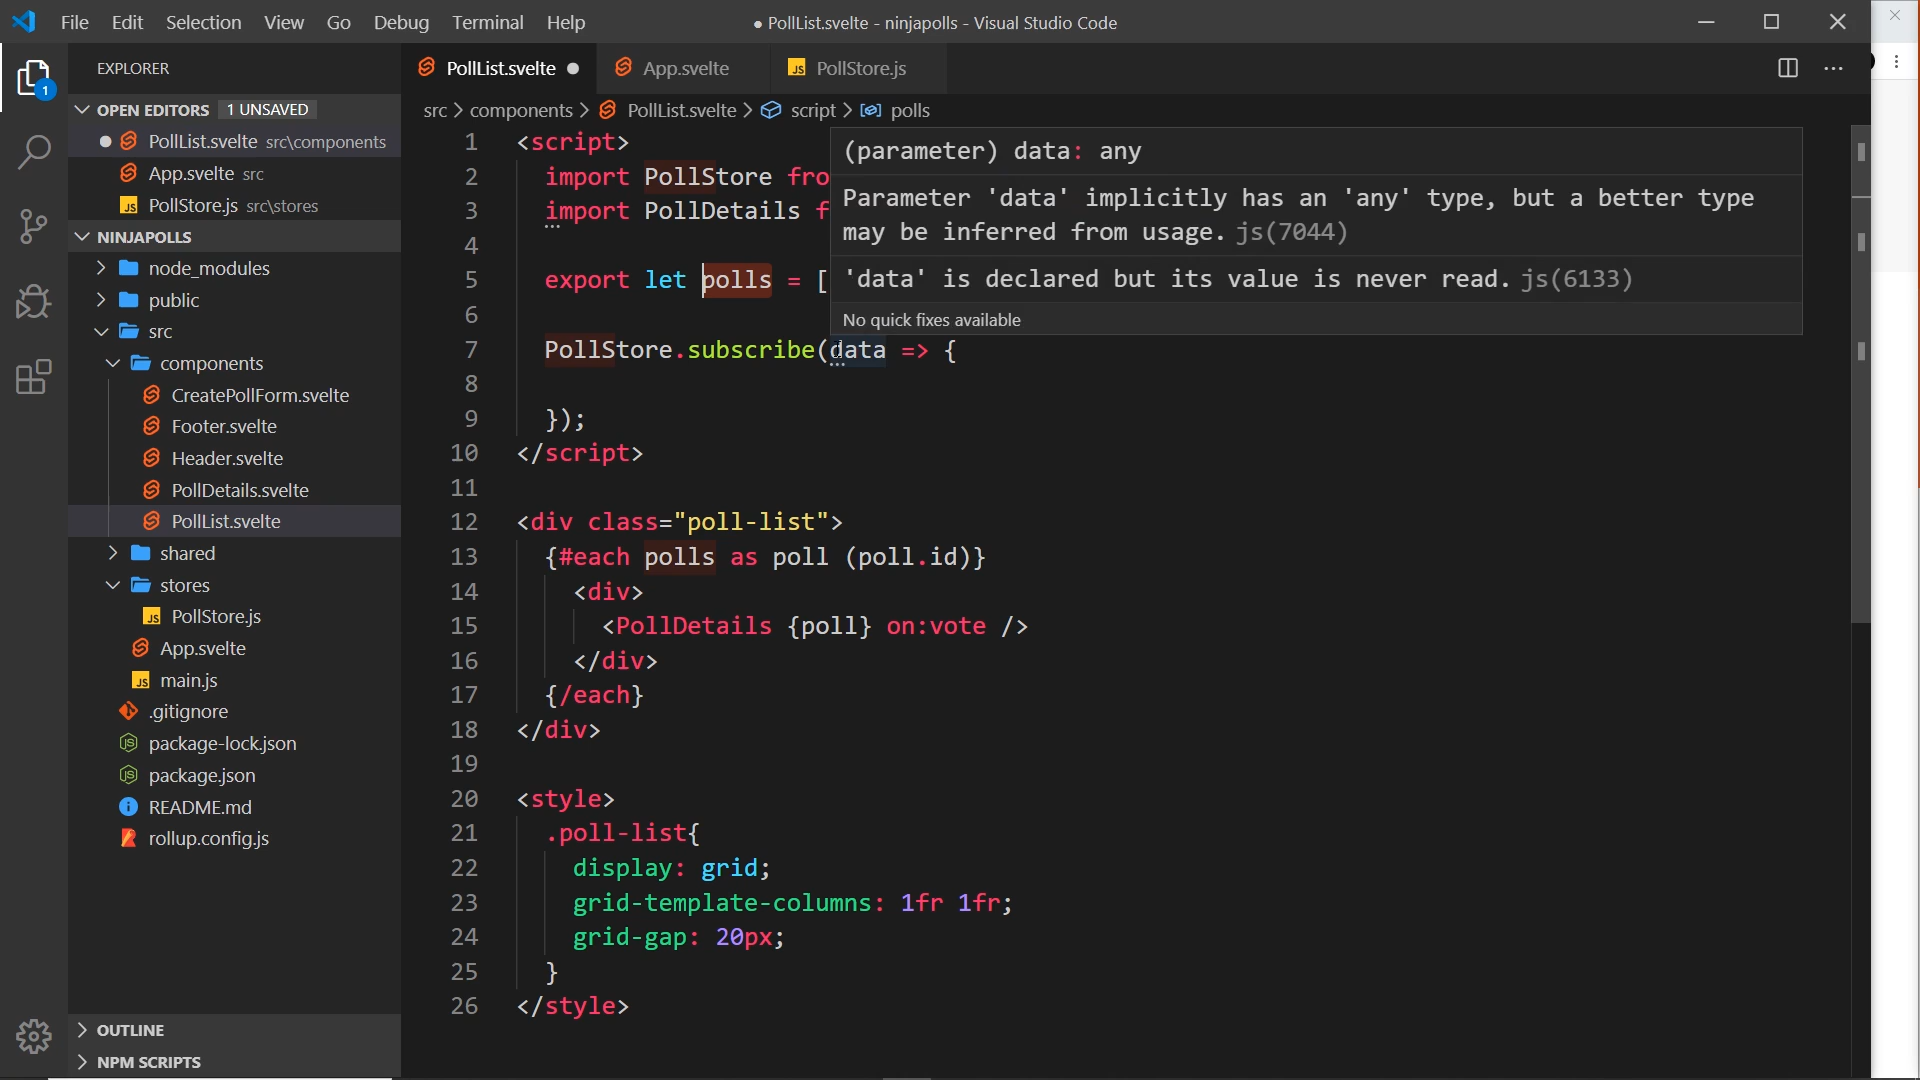 File Edit Selection View Go Debug Terminal Help
● PollList.svelte - ninjapolls - Visual Studio Code
1
EXPLORER
OPEN EDITORS 1 UNSAVED
PollList.svelte src\components
App.svelte src
PollStore.js src\stores
NINJAPOLLS
node_modules
public
src
components
CreatePollForm.svelte
Footer.svelte
Header.svelte
PollDetails.svelte
PollList.svelte
shared
stores
JS PollStore.js
App.svelte
JS main.js
.gitignore
package-lock.json
package.json
README.md
rollup.config.js
OUTLINE
NPM SCRIPTS
PollList.svelte ● App.svelte JS PollStore.js
src > components > PollList.svelte > script > polls
1 <script>
2 import PollStore fro
3 import PollDetails f
4
5 export let polls = [
6
7 PollStore.subscribe(data => {
8
9 });
10 </script>
11
12 <div class="poll-list">
13 {#each polls as poll (poll.id)}
14 <div>
15 <PollDetails {poll} on:vote />
16 </div>
17 {/each}
18 </div>
19
20 <style>
21 .poll-list{
22 display: grid;
23 grid-template-columns: 1fr 1fr;
24 grid-gap: 20px;
25 }
26 </style>
(parameter) data: any
Parameter 'data' implicitly has an 'any' type, but a better type
may be inferred from usage. js(7044)
'data' is declared but its value is never read. js(6133)
No quick fixes available